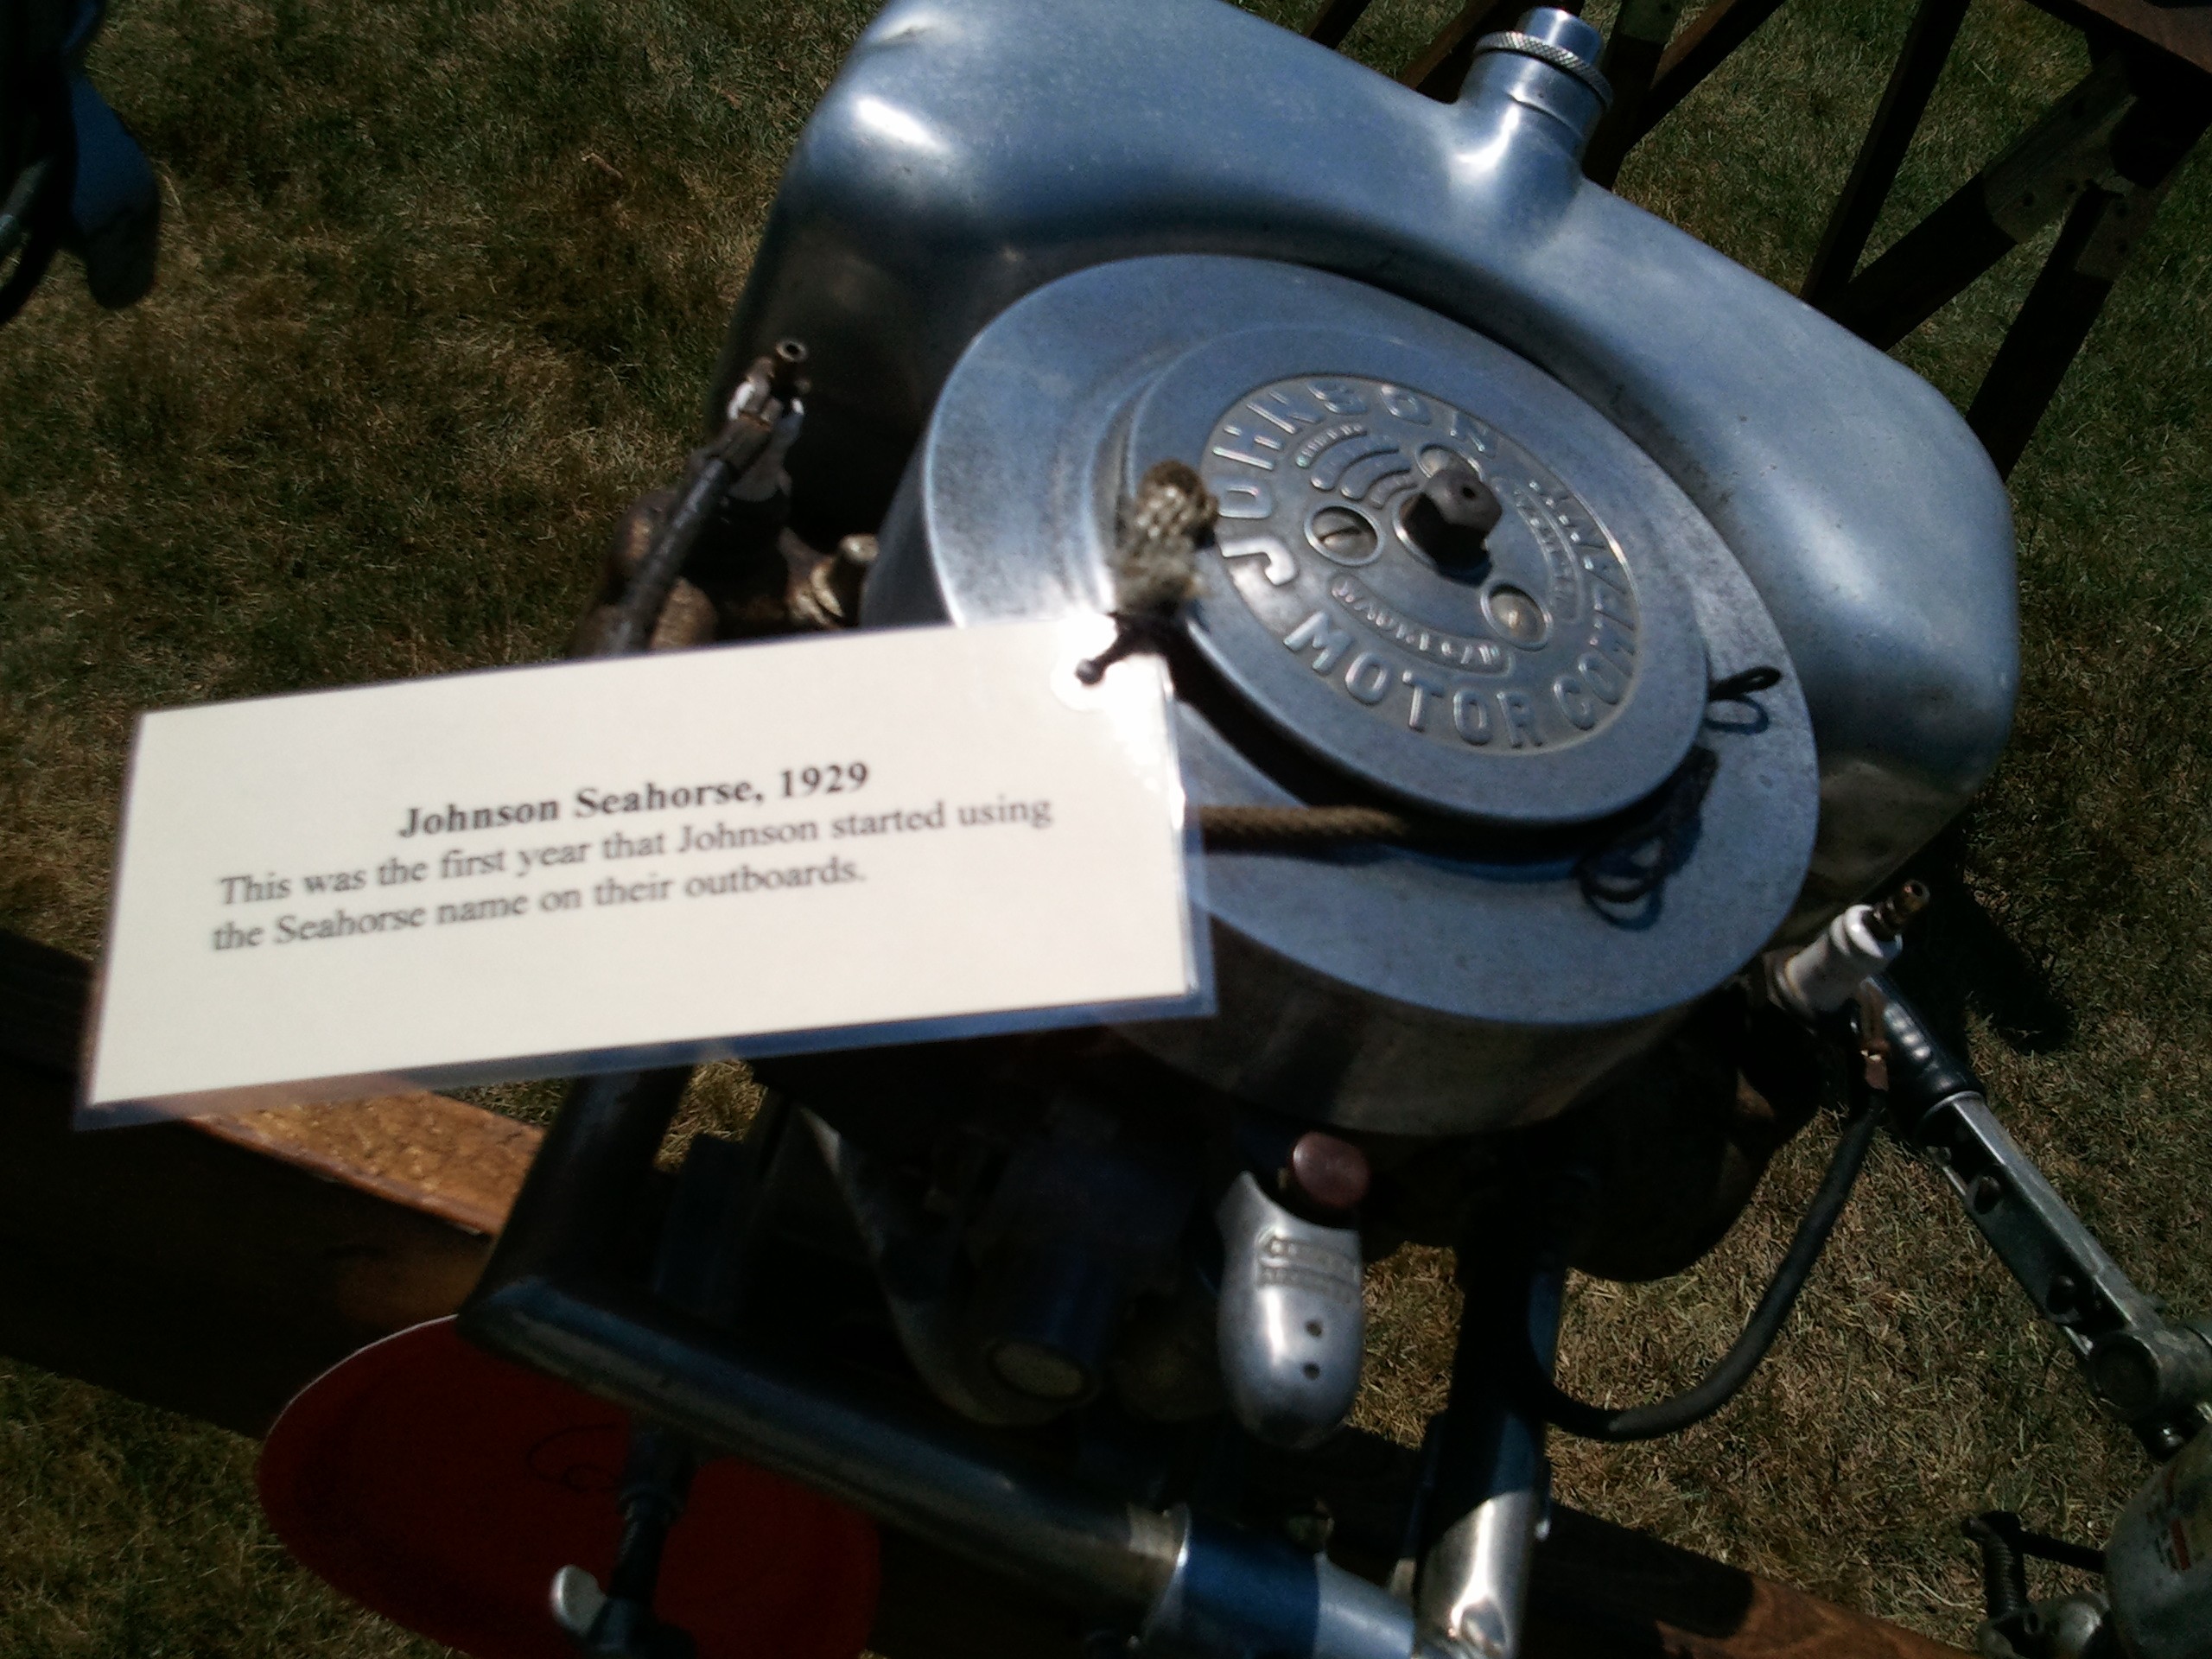 Johnson Seahorse, 1929
This was the first year that Johnson started using
the Seahorse name on their outboards.
JOHNSON
MOTOR COMPANY